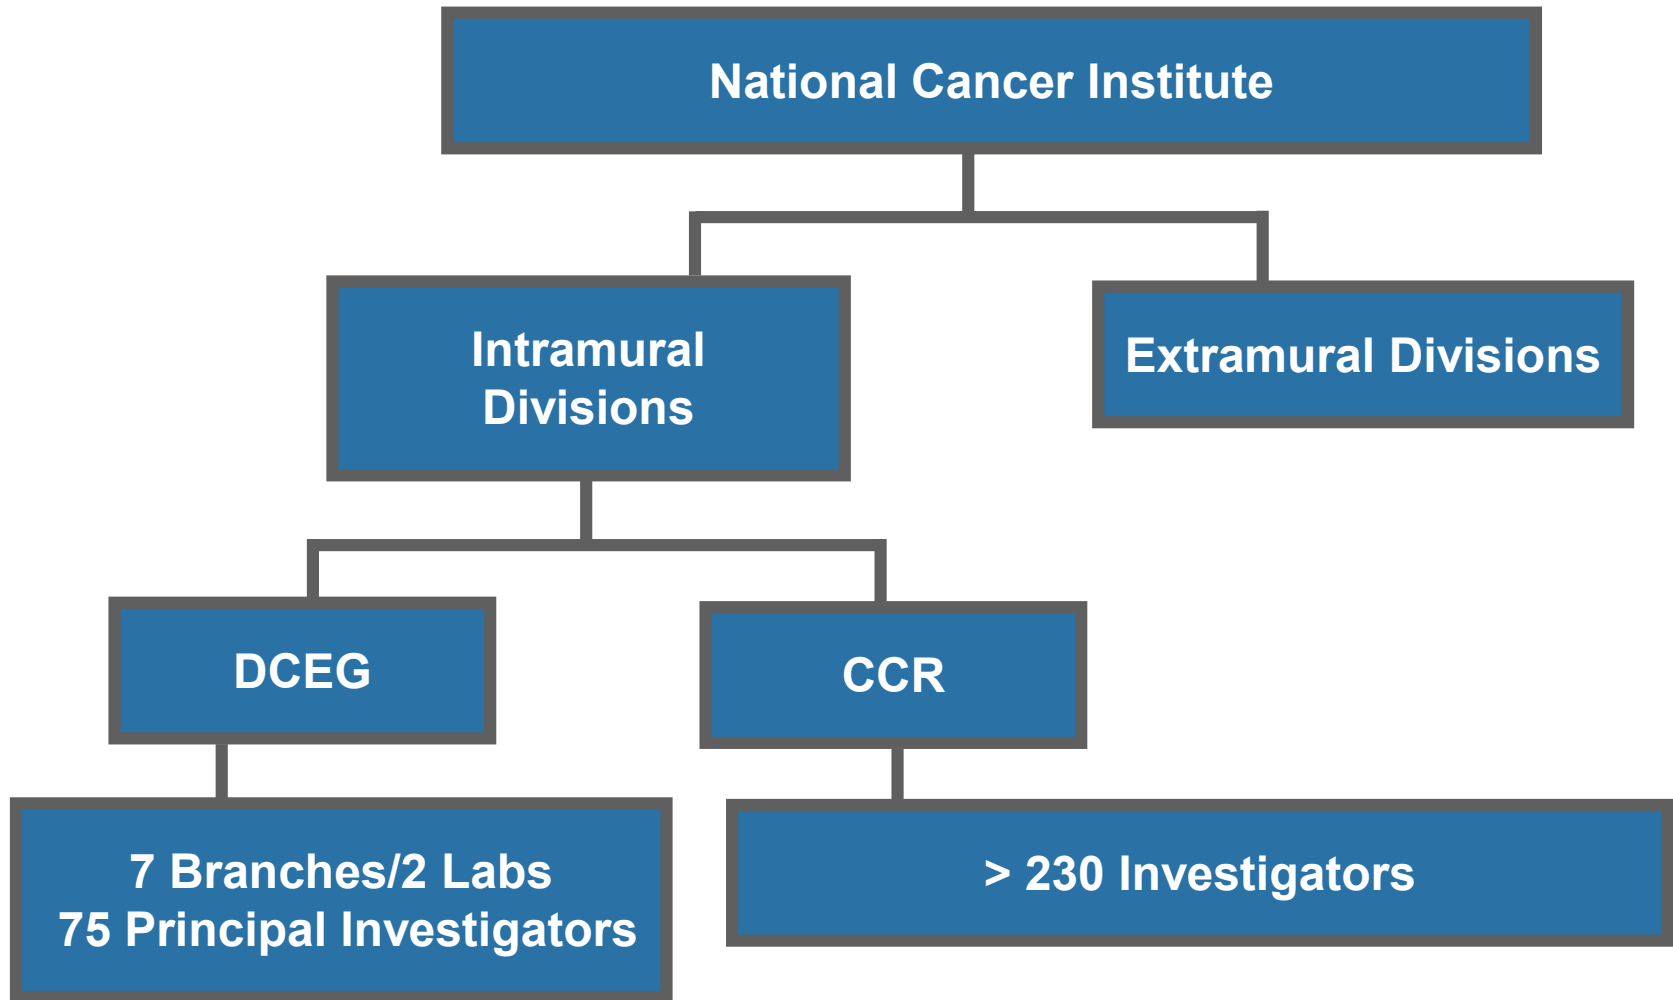 National Cancer Institute
Intramural
Divisions
Extramural Divisions
DCEG
CCR
7 Branches/2 Labs
75 Principal Investigators
> 230 Investigators